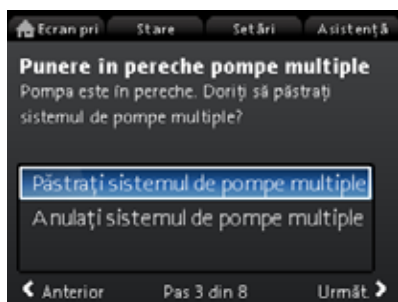 Ecran pri Stare Setări Asistență
Punere în pereche pompe multiple
Pompa este în pereche. Doriți să păstrați
sistemul de pompe multiple?
Păstrați sistemul de pompe multiple
Anulați sistemul de pompe multiple
Anterior Pas 3 din 8 Următ.